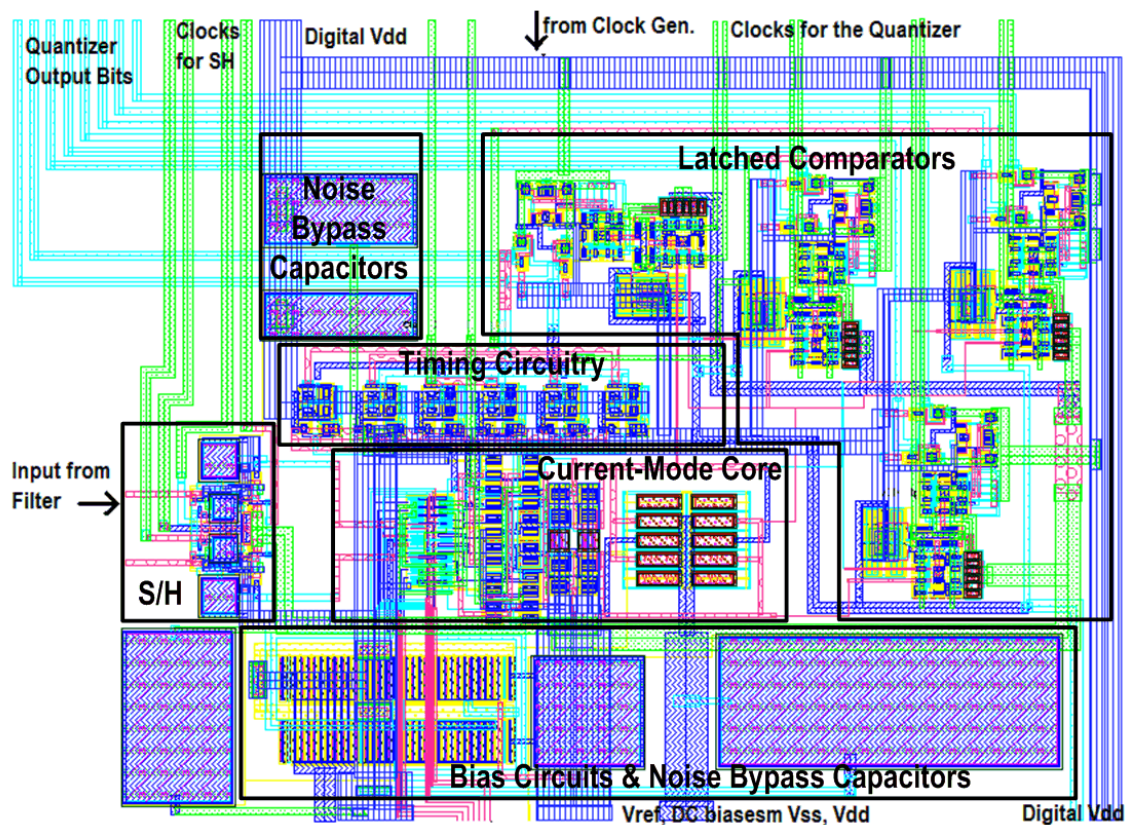 Quantizer
Output Bits
Clocks
for SH
Digital Vdd
from Clock Gen.
Clocks for the Quantizer
Noise
Bypass
Capacitors
Latched Comparators
Timing Circuitry
Current-Mode Core
Input from
Filter
S/H
Bias Circuits & Noise Bypass Capacitors
Vref, DC biasesm Vss, Vdd
Digital Vdd